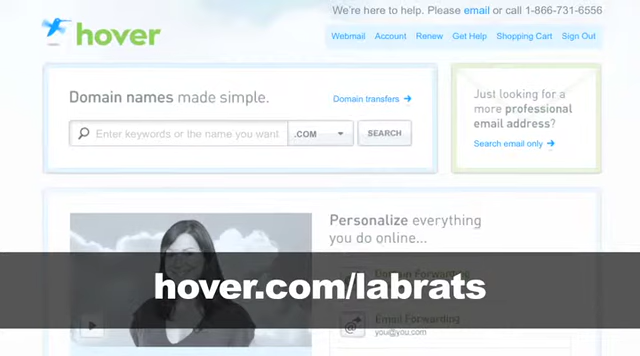 We're here to help. Please email or call 1-866-731-6556
hover
Webmail Account Renew Get Help Shopping Cart Sign Out
Domain names made simple.
Domain transfers
Enter keywords or the name you want
.COM
SEARCH
Just looking for a
more professional
email address?
Search email only
Personalize everything
you do online...
Domain Forwarding
hover.com/labrats
Email Forwarding
you@you.com